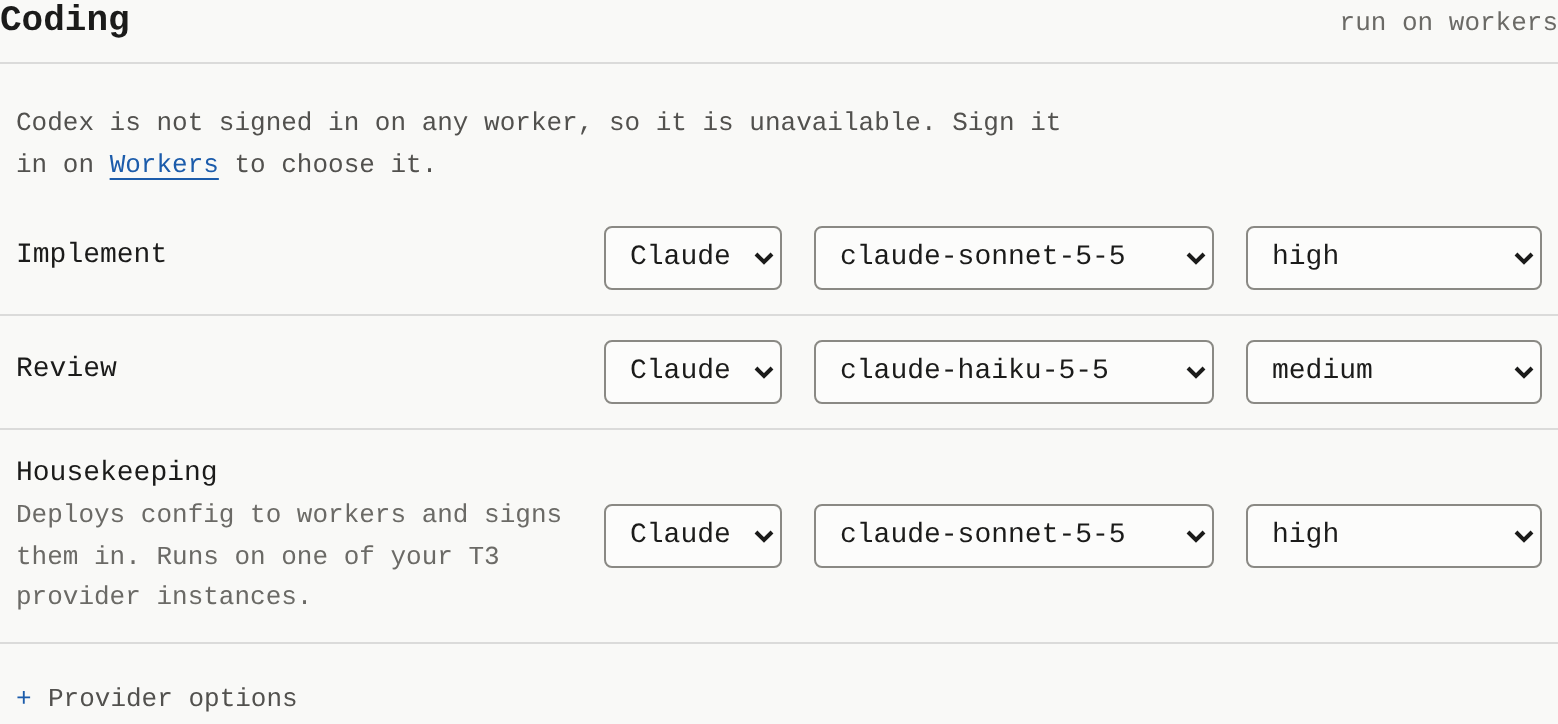 Coding
run on workers
Codex is not signed in on any worker, so it is unavailable. Sign it
in on Workers to choose it.
Implement
Claude
claude-sonnet-5-5
high
Review
Claude
claude-haiku-5-5
medium
Housekeeping
Deploys config to workers and signs
them in. Runs on one of your T3
provider instances.
Claude
claude-sonnet-5-5
high
+ Provider options